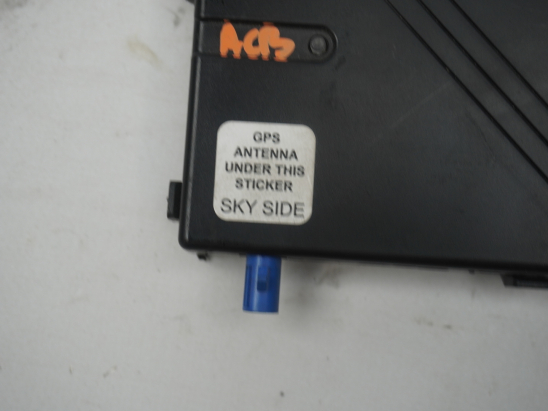 ACB
GPS
ANTENNA
UNDER THIS
STICKER
SKY SIDE